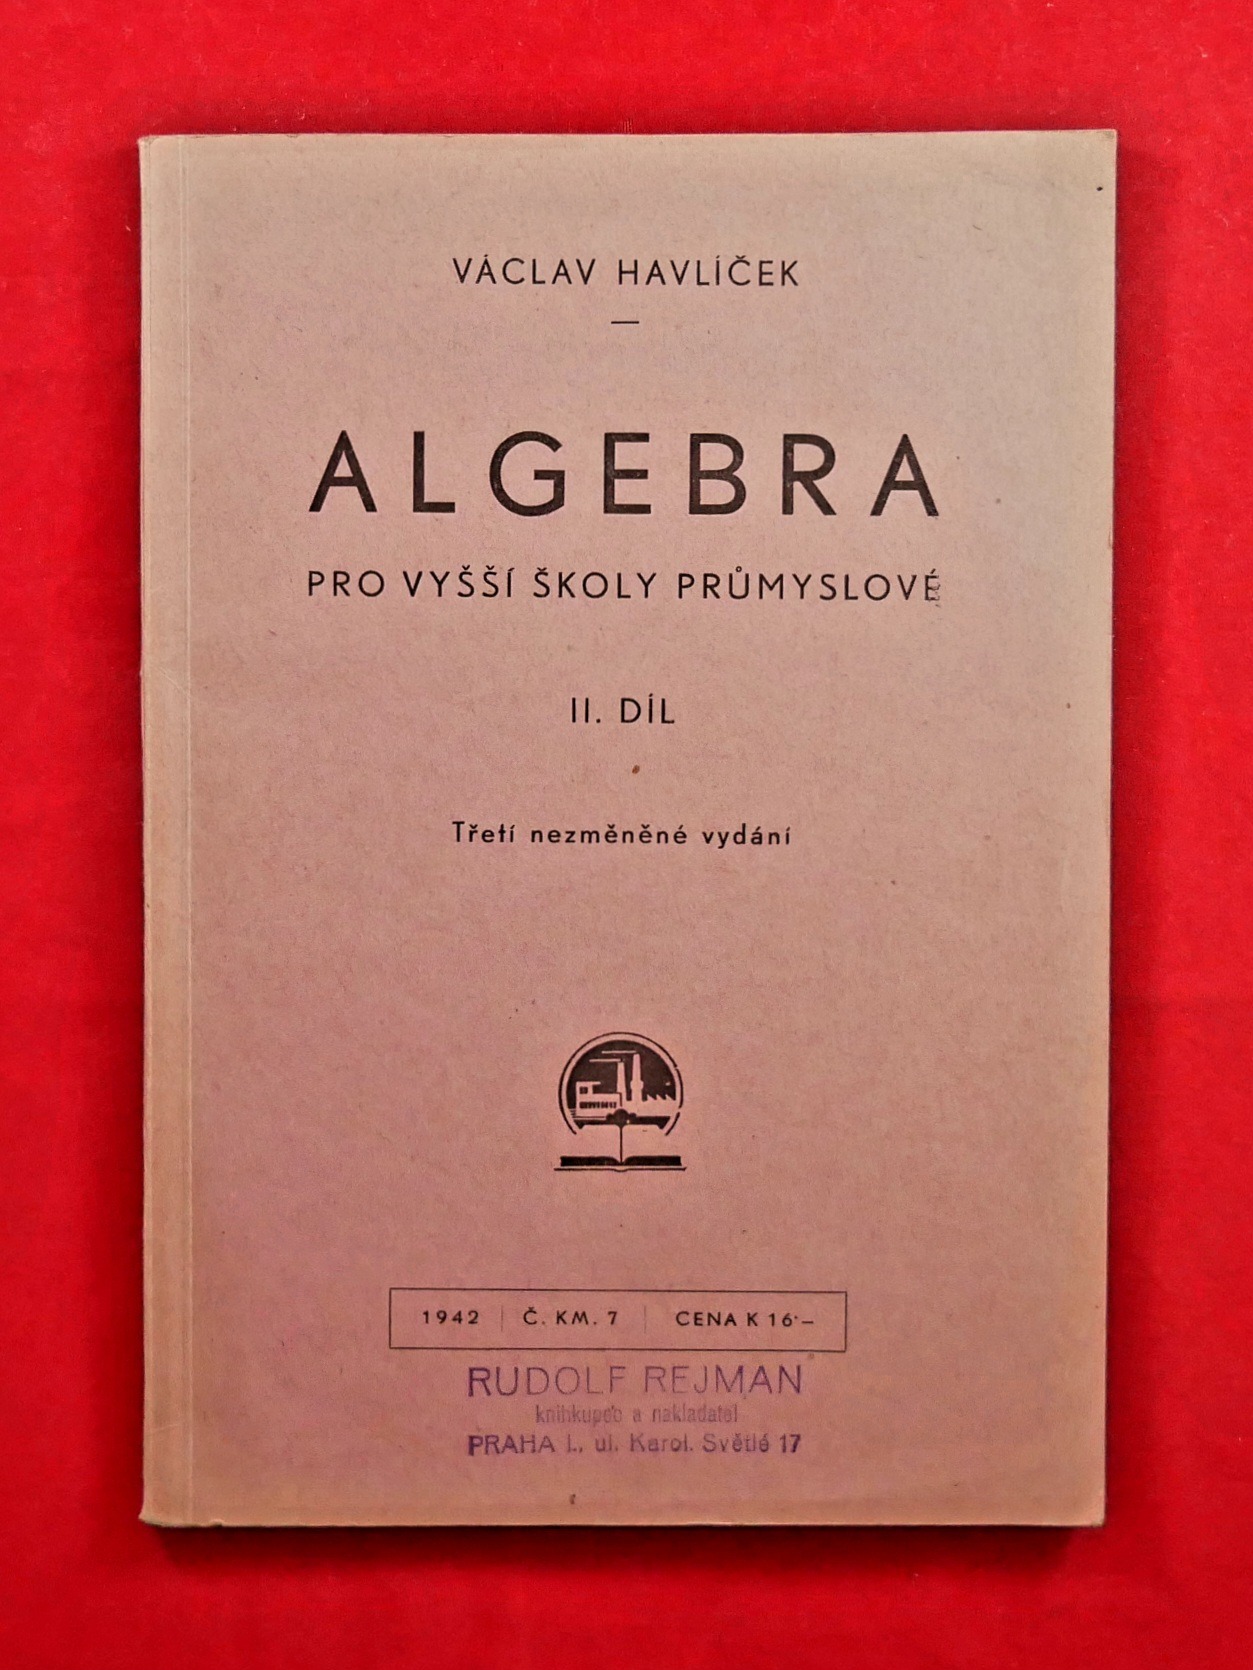 VÁCLAV HAVLÍČEK
ALGEBRA
PRO VYŠŠÍ ŠKOLY PRŮMYSLOVÉ
II. DÍL
Třetí nezměněné vydání
1942 | Č. KM. 7 | CENA K 16·–
RUDOLF REJMAN
knihkupec a nakladatel
PRAHA I., ul. Karol. Světlé 17